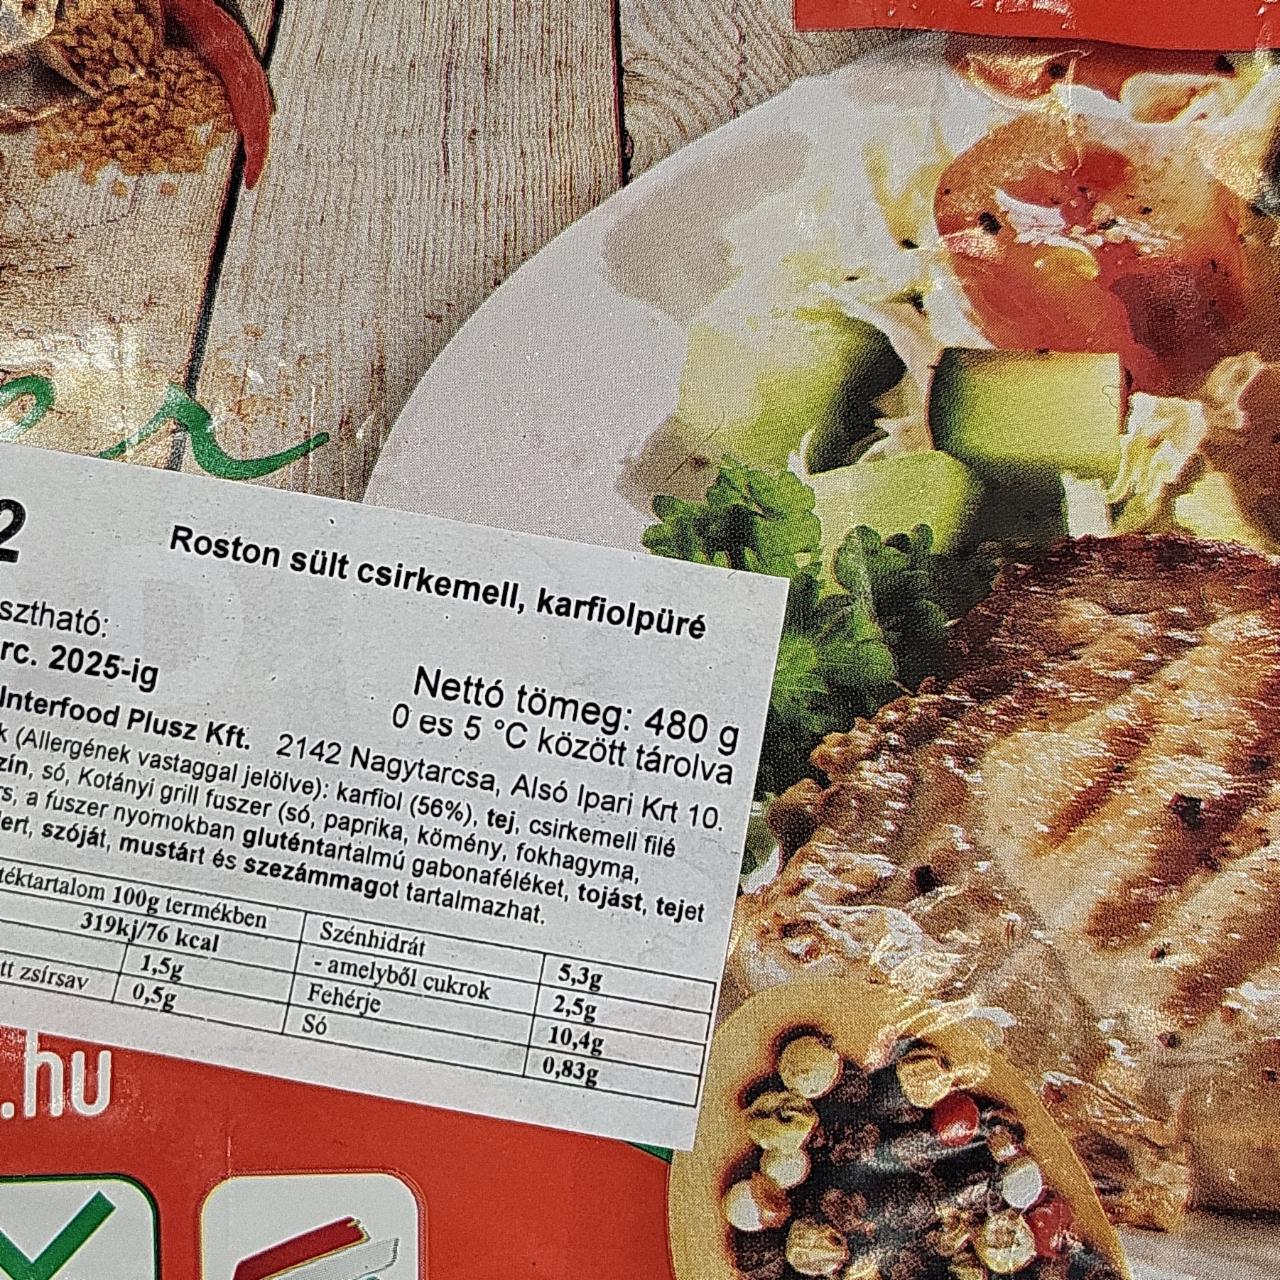 er
2
Roston sült csirkemell, karfiolpüré
sztható:
rc. 2025-ig
Nettó tömeg: 480 g
0 es 5 °C között tárolva
Interfood Plusz Kft. 2142 Nagytarcsa, Alsó Ipari Krt 10.
k (Allergének vastaggal jelölve): karfiol (56%), tej, csirkemell filé
zín, só, Kotányi grill fuszer (só, paprika, kömény, fokhagyma,
rs, a fuszer nyomokban gluténtartalmú gabonaféléket, tojást, tejet
lert, szóját, mustárt és szezámmagot tartalmazhat.
téktartalom 100g termékben Szénhidrát 5,3g
319kj/76 kcal - amelyből cukrok 2,5g
1,5g Fehérje 10,4g
tt zsírsav 0,5g Só 0,83g
.hu